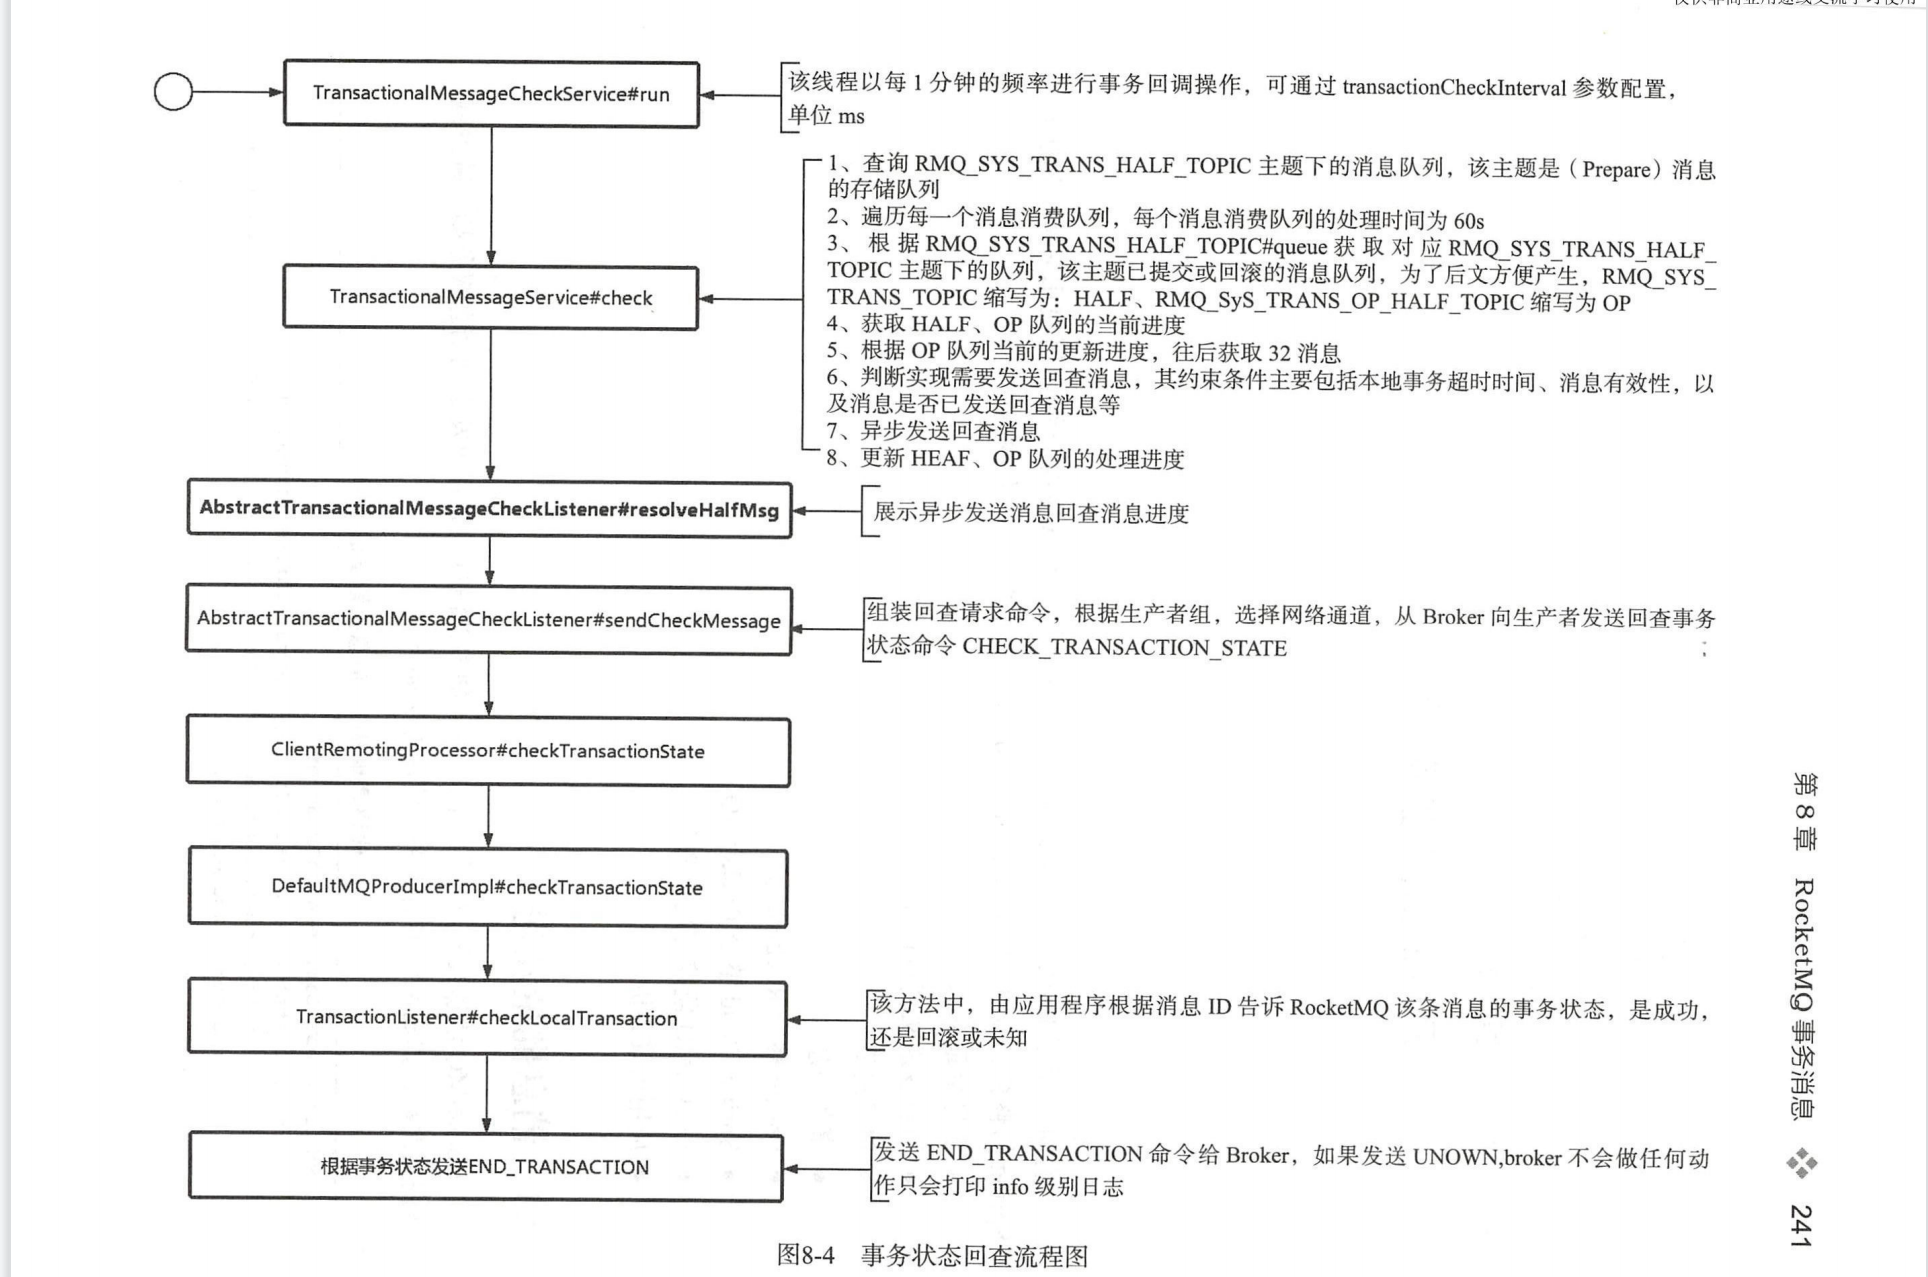 TransactionalMessageCheckService#run
该线程以每 1 分钟的频率进行事务回调操作，可通过 transactionCheckInterval 参数配置，
单位 ms
TransactionalMessageService#check
1、查询 RMQ_SYS_TRANS_HALF_TOPIC 主题下的消息队列，该主题是（Prepare）消息
的存储队列
2、遍历每一个消息消费队列，每个消息消费队列的处理时间为 60s
3、根据 RMQ_SYS_TRANS_HALF_TOPIC#queue 获取对应 RMQ_SYS_TRANS_HALF_
TOPIC 主题下的队列，该主题已提交或回滚的消息队列，为了后文方便产生，RMQ_SYS_
TRANS_TOPIC 缩写为：HALF、RMQ_SyS_TRANS_OP_HALF_TOPIC 缩写为 OP
4、获取 HALF、OP 队列的当前进度
5、根据 OP 队列当前的更新进度，往后获取 32 消息
6、判断实现需要发送回查消息，其约束条件主要包括本地事务超时时间、消息有效性，以
及消息是否已发送回查消息等
7、异步发送回查消息
8、更新 HEAF、OP 队列的处理进度
AbstractTransactionalMessageCheckListener#resolveHalfMsg
展示异步发送消息回查消息进度
AbstractTransactionalMessageCheckListener#sendCheckMessage
组装回查请求命令，根据生产者组，选择网络通道，从 Broker 向生产者发送回查事务
状态命令 CHECK_TRANSACTION_STATE ;
ClientRemotingProcessor#checkTransactionState
DefaultMQProducerImpl#checkTransactionState
TransactionListener#checkLocalTransaction
该方法中，由应用程序根据消息 ID 告诉 RocketMQ 该条消息的事务状态，是成功，
还是回滚或未知
根据事务状态发送END_TRANSACTION
发送 END_TRANSACTION 命令给 Broker，如果发送 UNOWN,broker 不会做任何动
作只会打印 info 级别日志
图8-4 事务状态回查流程图
第 8 章 RocketMQ 事务消息 ❖ 241